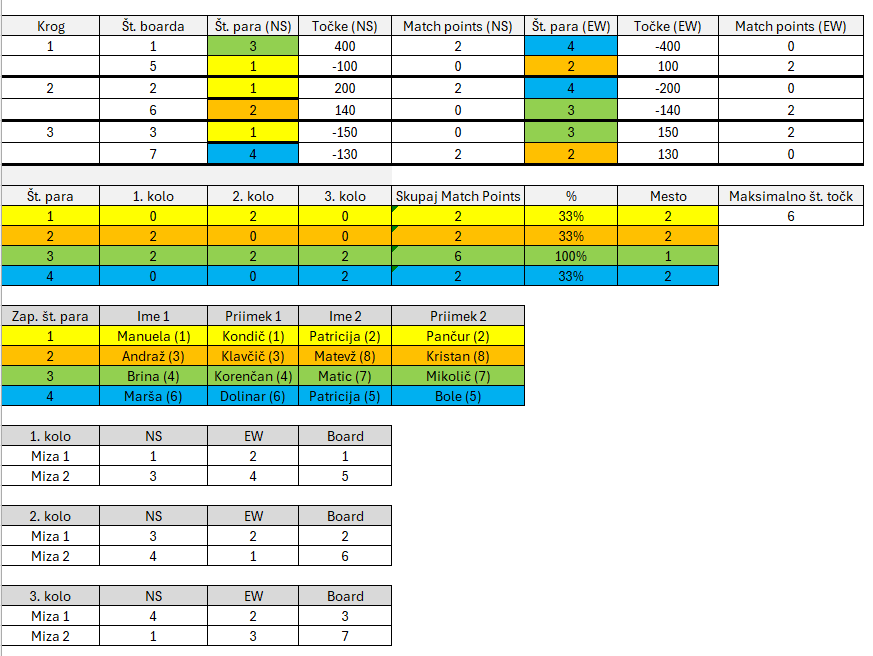 Krog Št. boarda Št. para (NS) Točke (NS) Match points (NS) Št. para (EW) Točke (EW) Match points (EW)
1 1 3 400 2 4 -400 0
5 1 -100 0 2 100 2
2 2 1 200 2 4 -200 0
6 2 140 0 3 -140 2
3 3 1 -150 0 3 150 2
7 4 -130 2 2 130 0
Št. para 1. kolo 2. kolo 3. kolo Skupaj Match Points % Mesto Maksimalno št. točk
1 0 2 0 2 33% 2 6
2 2 0 0 2 33% 2
3 2 2 2 6 100% 1
4 0 0 2 2 33% 2
Zap. št. para Ime 1 Priimek 1 Ime 2 Priimek 2
1 Manuela (1) Kondič (1) Patricija (2) Pančur (2)
2 Andraž (3) Klavčič (3) Matevž (8) Kristan (8)
3 Brina (4) Korenčan (4) Matic (7) Mikolič (7)
4 Marša (6) Dolinar (6) Patricija (5) Bole (5)
1. kolo NS EW Board
Miza 1 1 2 1
Miza 2 3 4 5
2. kolo NS EW Board
Miza 1 3 2 2
Miza 2 4 1 6
3. kolo NS EW Board
Miza 1 4 2 3
Miza 2 1 3 7